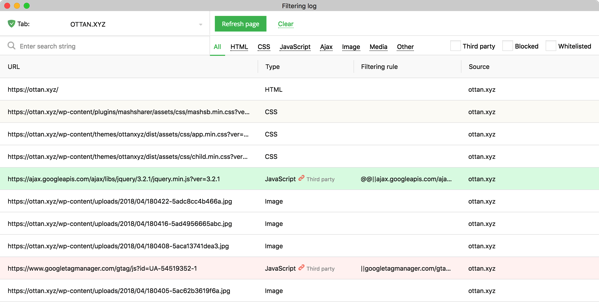 Filtering log
Tab: OTTAN.XYZ Refresh page Clear
Enter search string All HTML CSS JavaScript Ajax Image Media Other Third party Blocked Whitelisted
URL Type Filtering rule Source
https://ottan.xyz/ HTML ottan.xyz
https://ottan.xyz/wp-content/plugins/mashsharer/assets/css/mashsb.min.css?ve... CSS ottan.xyz
https://ottan.xyz/wp-content/themes/ottanxyz/dist/assets/css/app.min.css?ver=... CSS ottan.xyz
https://ottan.xyz/wp-content/themes/ottanxyz/dist/assets/css/child.min.css?ve... CSS ottan.xyz
https://ajax.googleapis.com/ajax/libs/jquery/3.2.1/jquery.min.js?ver=3.2.1 JavaScript Third party @@||ajax.googleapis.com/aja... ottan.xyz
https://ottan.xyz/wp-content/uploads/2018/04/180422-5adc8cc4b466a.jpg Image ottan.xyz
https://ottan.xyz/wp-content/uploads/2018/04/180416-5ad4956665abc.jpg Image ottan.xyz
https://ottan.xyz/wp-content/uploads/2018/04/180408-5aca13741dea3.jpg Image ottan.xyz
https://www.googletagmanager.com/gtag/js?id=UA-54519352-1 JavaScript Third party ||googletagmanager.com/gta... ottan.xyz
https://ottan.xyz/wp-content/uploads/2018/04/180405-5ac62b3619f6a.jpg Image ottan.xyz